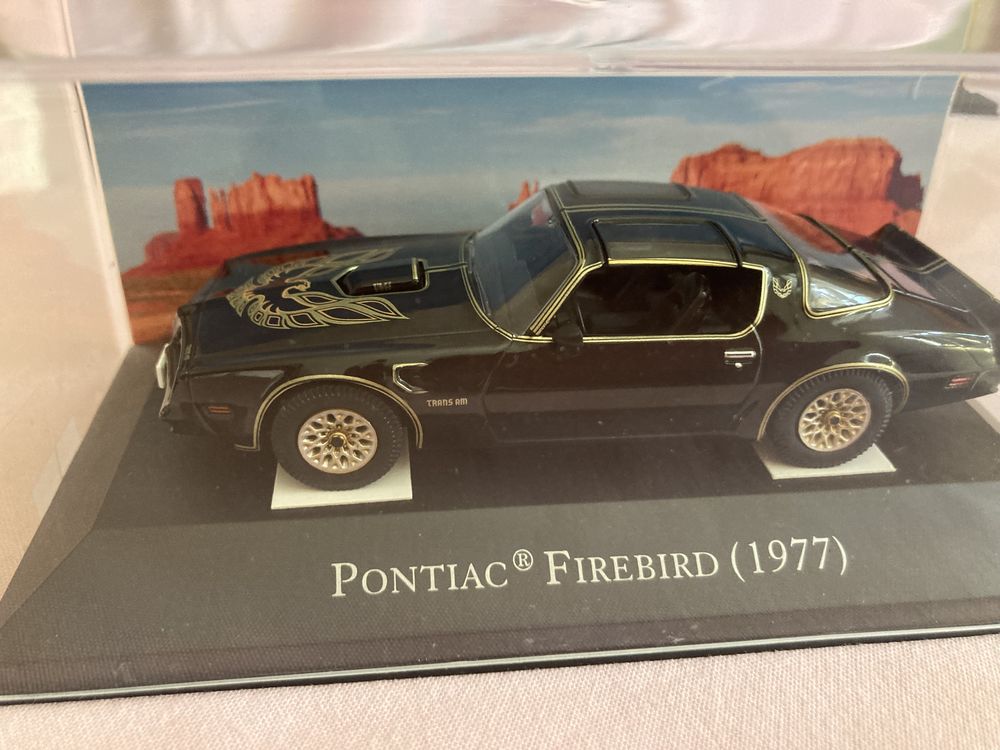 TRANS AM
PONTIAC® FIREBIRD (1977)